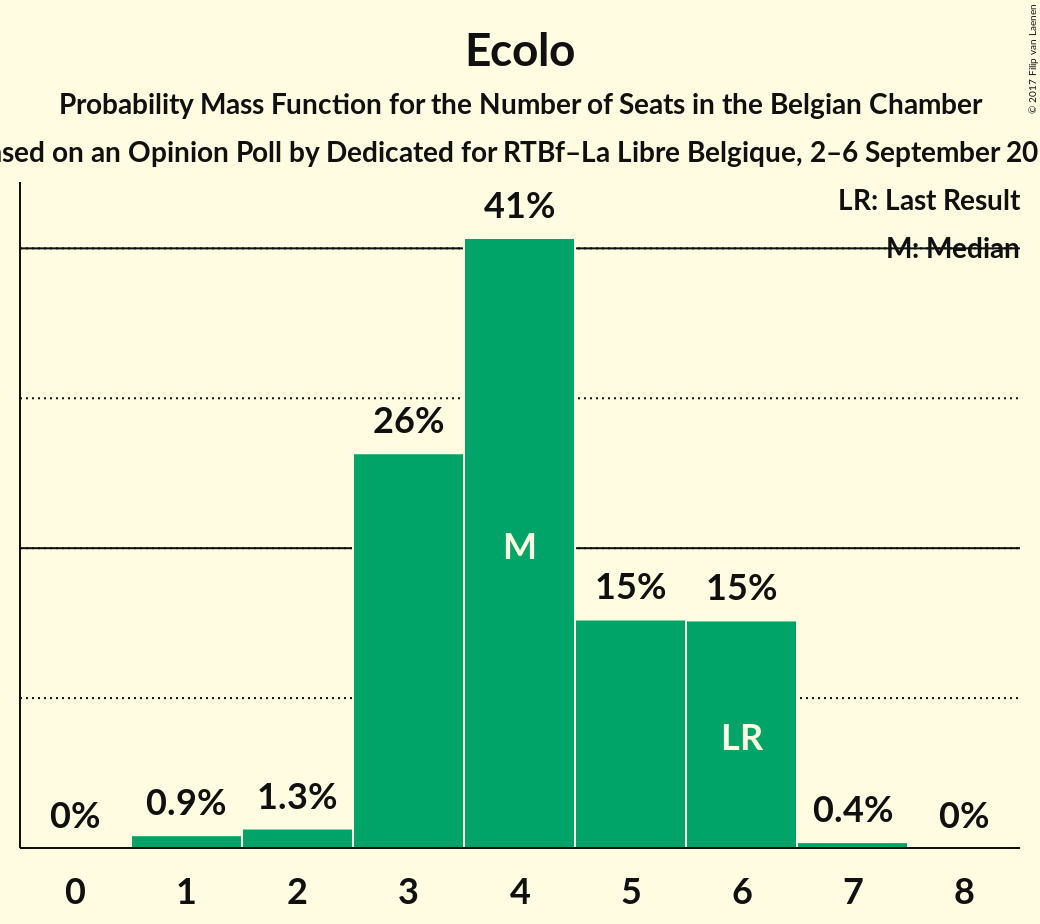 Ecolo
Probability Mass Function for the Number of Seats in the Belgian Chamber
on an Opinion Poll by Dedicated for RTBf–La Libre Belgique, 2–6 September
LR: Last Result
M: Median
41%
26%
15%
15%
0%
0.9%
1.3%
0.4%
0%
M
LR
0 1 2 3 4 5 6 7 8
© 2017 Filip van Laenen